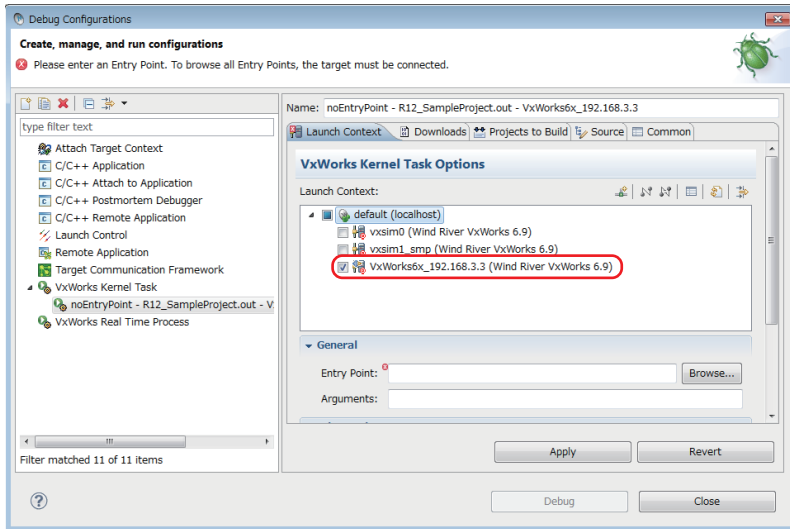 Debug Configurations
Create, manage, and run configurations
Please enter an Entry Point. To browse all Entry Points, the target must be connected.
type filter text
Attach Target Context
C/C++ Application
C/C++ Attach to Application
C/C++ Postmortem Debugger
C/C++ Remote Application
Launch Control
Remote Application
Target Communication Framework
VxWorks Kernel Task
noEntryPoint - R12_SampleProject.out - V
VxWorks Real Time Process
Filter matched 11 of 11 items
Name: noEntryPoint - R12_SampleProject.out - VxWorks6x_192.168.3.3
Launch Context Downloads Projects to Build Source Common
VxWorks Kernel Task Options
Launch Context:
default (localhost)
vxsim0 (Wind River VxWorks 6.9)
vxsim1_smp (Wind River VxWorks 6.9)
VxWorks6x_192.168.3.3 (Wind River VxWorks 6.9)
General
Entry Point: Browse...
Arguments:
Apply Revert
Debug Close